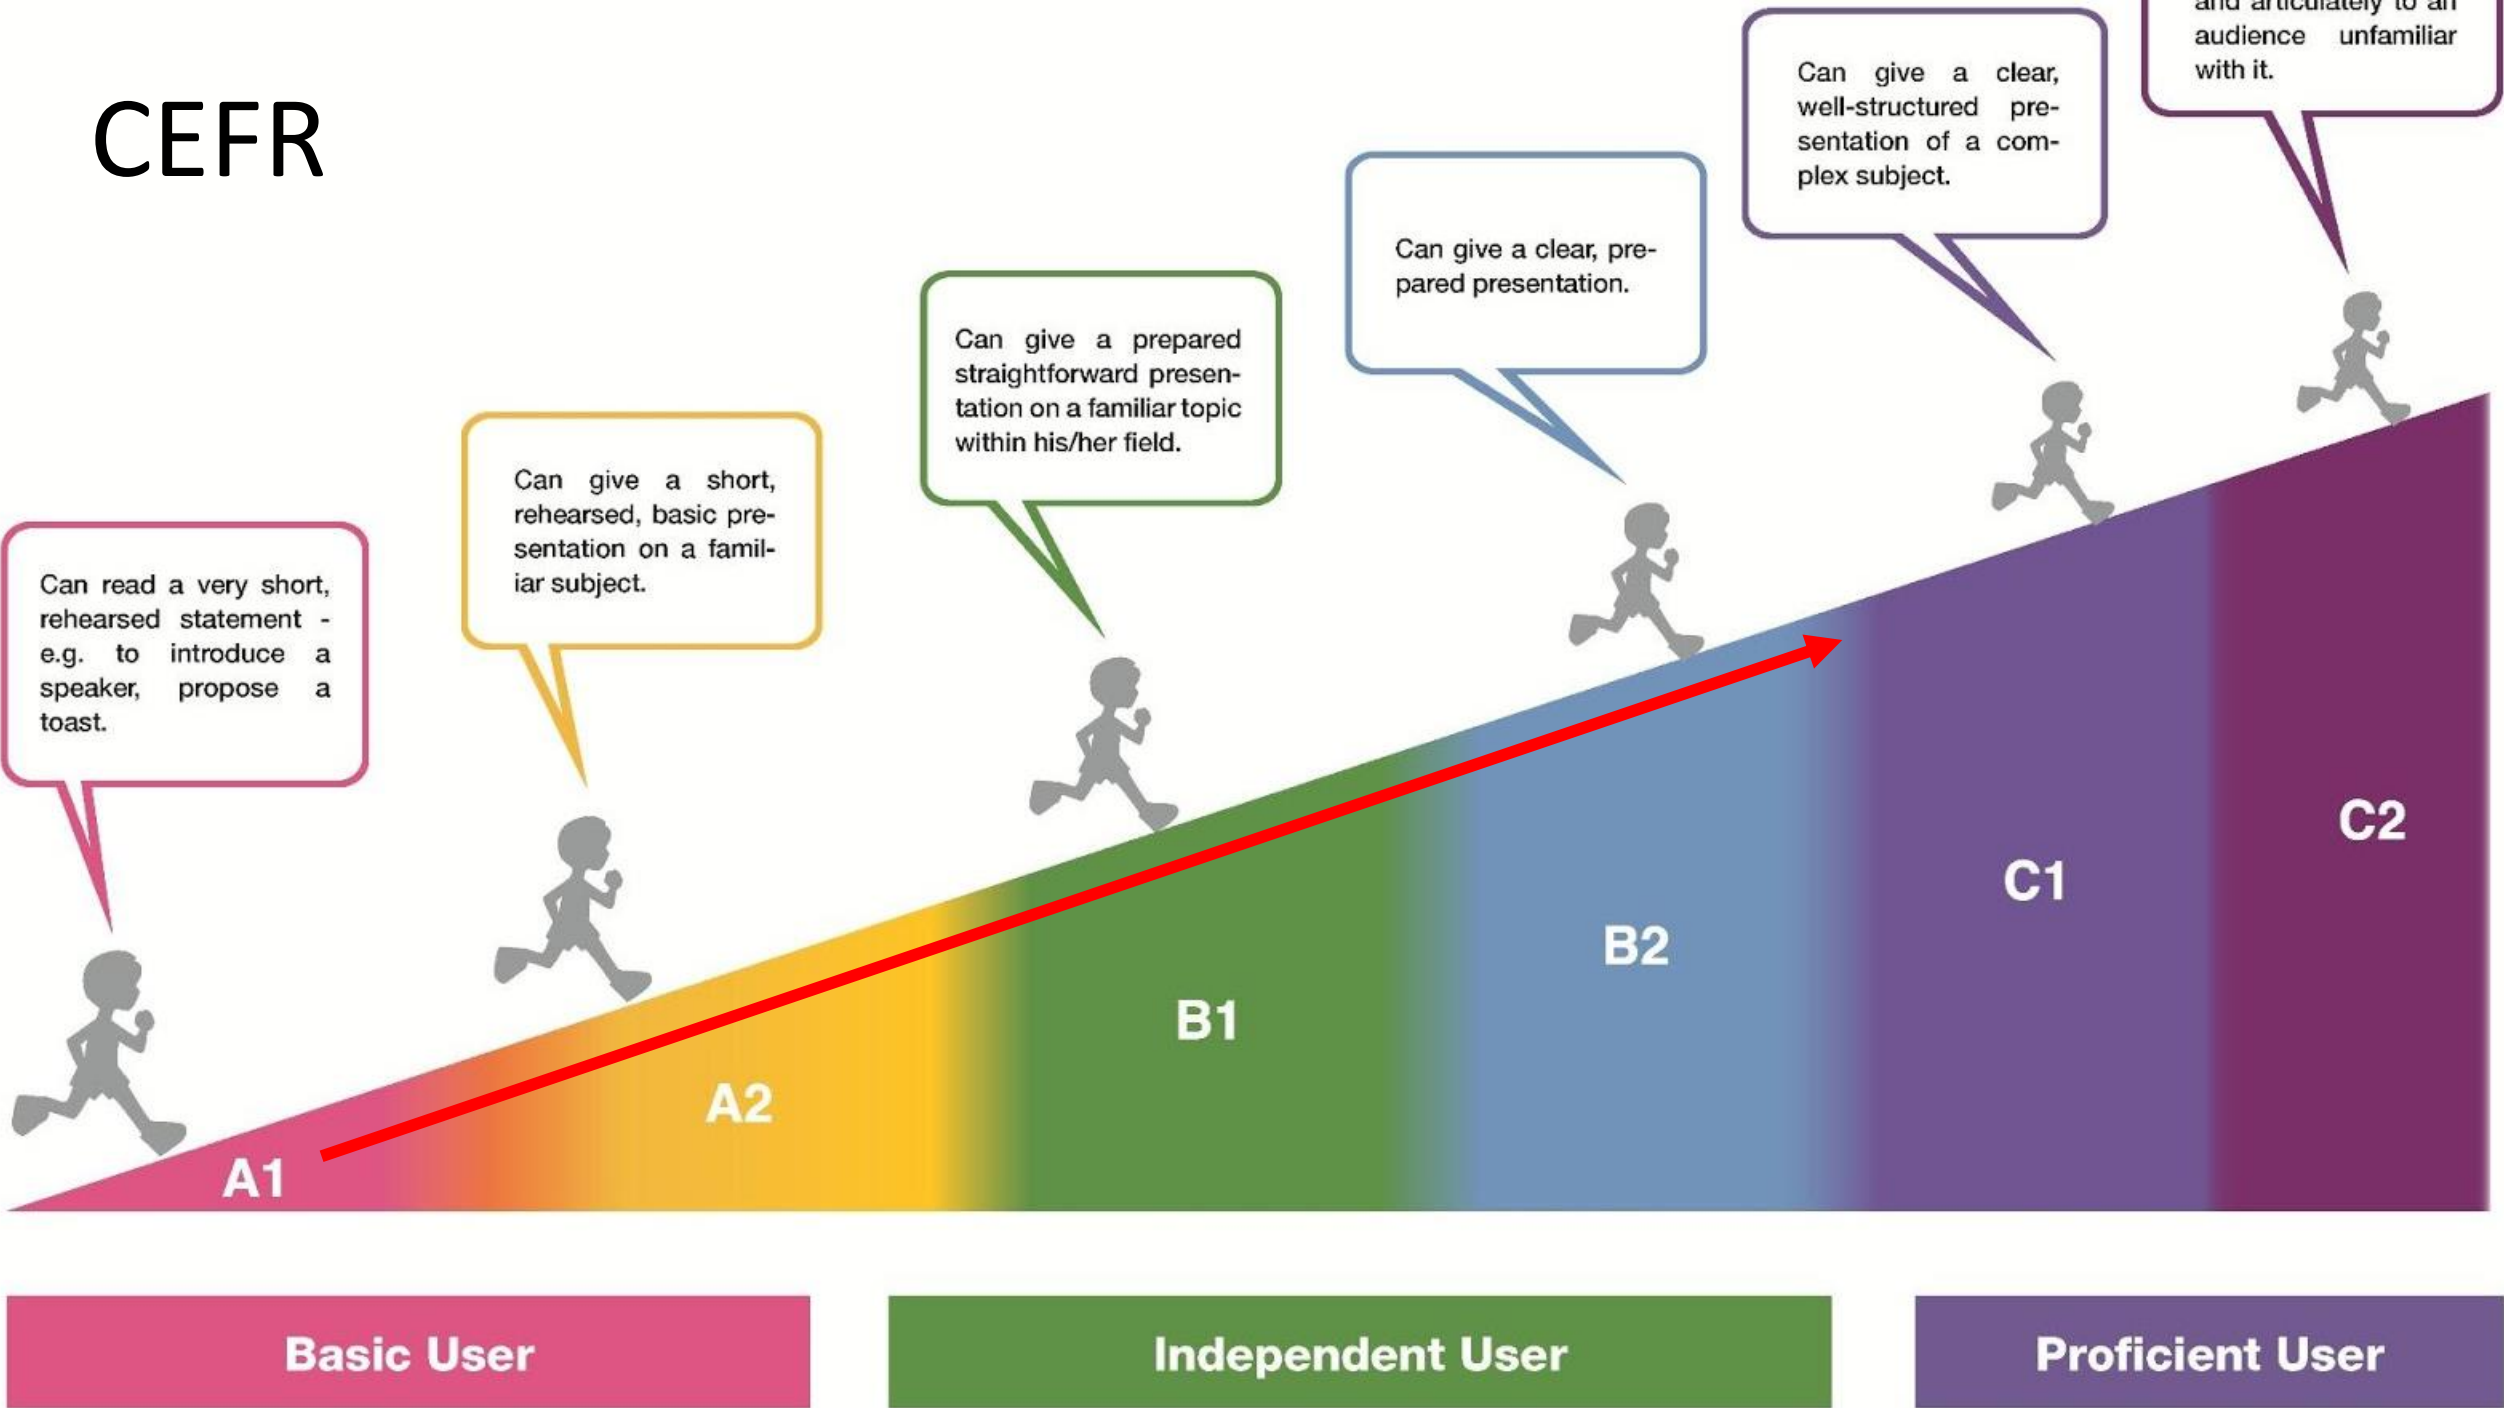 CEFR
Can read a very short,
rehearsed statement -
e.g. to introduce a
speaker, propose a
toast.
Can give a short,
rehearsed, basic pre-
sentation on a famil-
iar subject.
Can give a prepared
straightforward presen-
tation on a familiar topic
within his/her field.
Can give a clear, pre-
pared presentation.
Can give a clear,
well-structured pre-
sentation of a com-
plex subject.
and articulately to an
audience unfamiliar
with it.
A1
A2
B1
B2
C1
C2
Basic User
Independent User
Proficient User